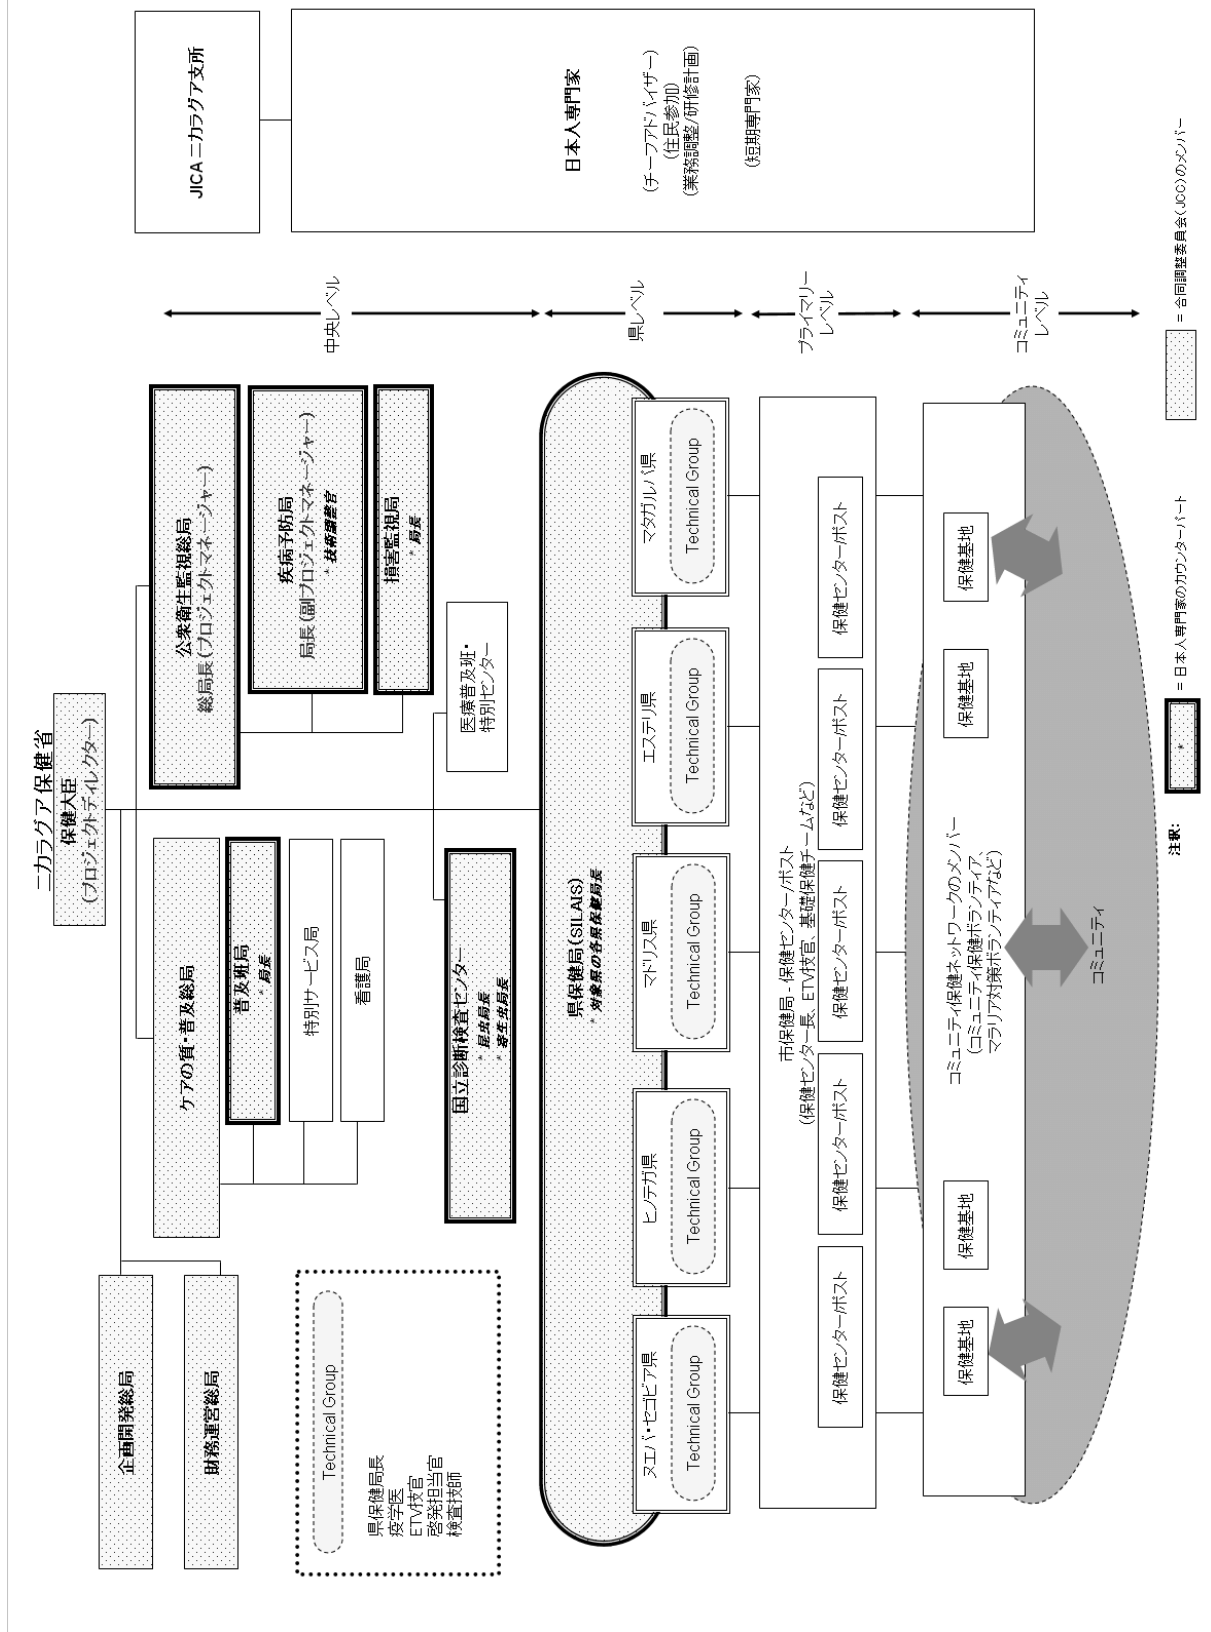 ニカラグア保健省
保健大臣
(プロジェクトディレクター)
企画開発総局
財務運営総局
ケアの質・普及総局
普及班局
* 局長
特別サービス局
看護局
公衆衛生監視総局
総局長(プロジェクトマネージャー)
疾病予防局
局長(副プロジェクトマネージャー)
* 技術調整官
損害監視局
* 局長
国立診断検査センター
* 昆虫局長
* 寄生虫局長
医療普及班・
特別センター
Technical Group
県保健局長
疫学医
ETV技官
啓発担当官
検査技師
県保健局(SILAIS)
* 対象県の各県保健局長
ヌエバ・セゴビア県
Technical Group
ヒノテガ県
Technical Group
マドリス県
Technical Group
エステリ県
Technical Group
マタガルパ県
Technical Group
市保健局 - 保健センター/ポスト
(保健センター長、ETV技官、基礎保健チームなど)
保健センター/ポスト
保健センター/ポスト
保健センター/ポスト
保健センター/ポスト
保健センター/ポスト
コミュニティ保健ネットワークのメンバー
(コミュニティ保健ボランティア、
マラリア対策ボランティアなど)
保健基地
保健基地
保健基地
保健基地
コミュニティ
中央レベル
県レベル
プライマリー
レベル
コミュニティ
レベル
JICA ニカラグア支所
日本人専門家
(チーフアドバイザー)
(住民参加)
(業務調整/研修計画)
(短期専門家)
注釈:
*
= 日本人専門家のカウンターパート
= 合同調整委員会(JCC)のメンバー